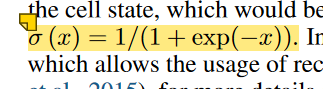 the cell state, which would be
σ (x) = 1/(1 + exp(−x)). In
which allows the usage of rec